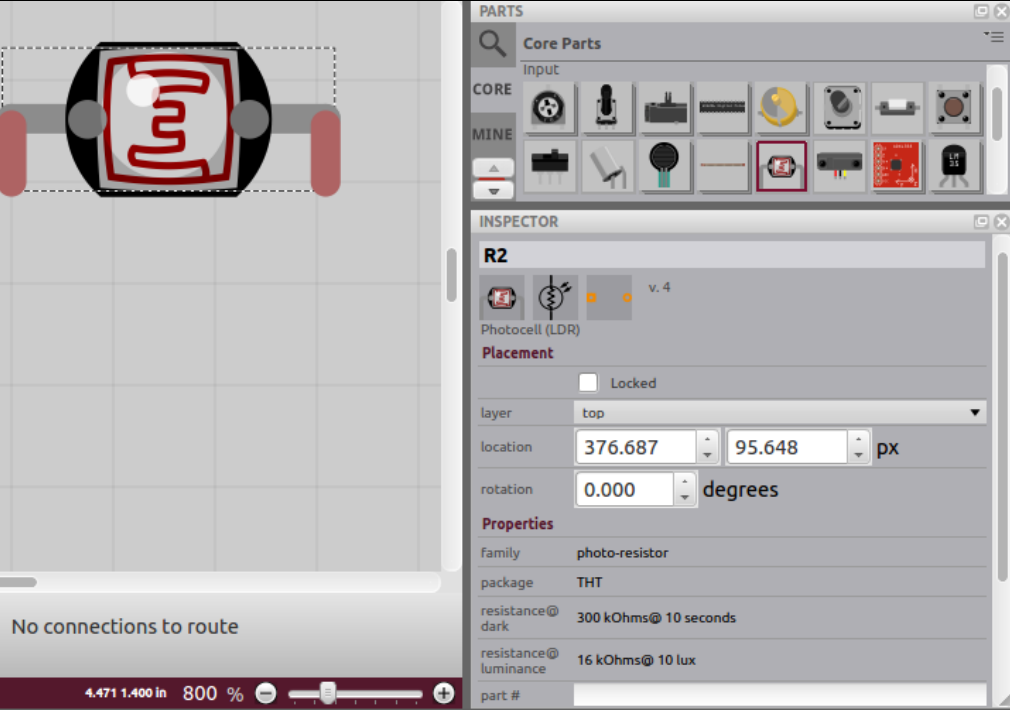 PARTS
Core Parts
Input
CORE
MINE
LM
35
INSPECTOR
R2
v. 4
Photocell (LDR)
Placement
Locked
layer top
location 376.687 95.648 px
rotation 0.000 degrees
Properties
family photo-resistor
package THT
resistance@
dark 300 kOhms@ 10 seconds
resistance@
luminance 16 kOhms@ 10 lux
part #
No connections to route
4.471 1.400 in 800 %